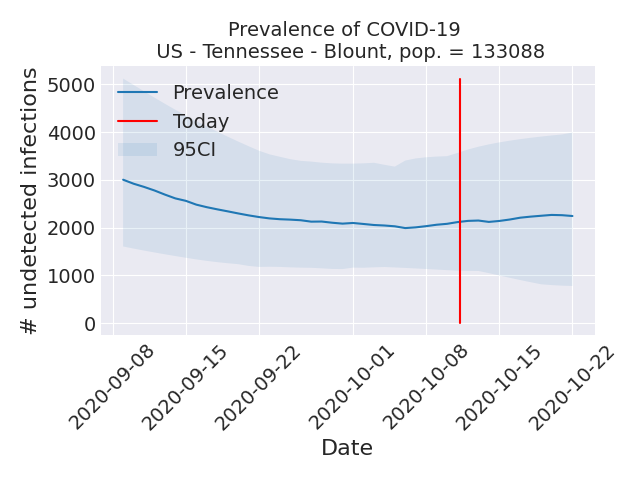 Prevalence of COVID-19
US - Tennessee - Blount, pop. = 133088
# undetected infections
5000
4000
3000
2000
1000
0
Prevalence
Today
95CI
2020-09-08
2020-09-15
2020-09-22
2020-10-01
2020-10-08
2020-10-15
2020-10-22
Date